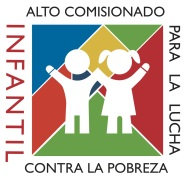 ALTO COMISIONADO
PARA LA LUCHA
CONTRA LA POBREZA
INFANTIL